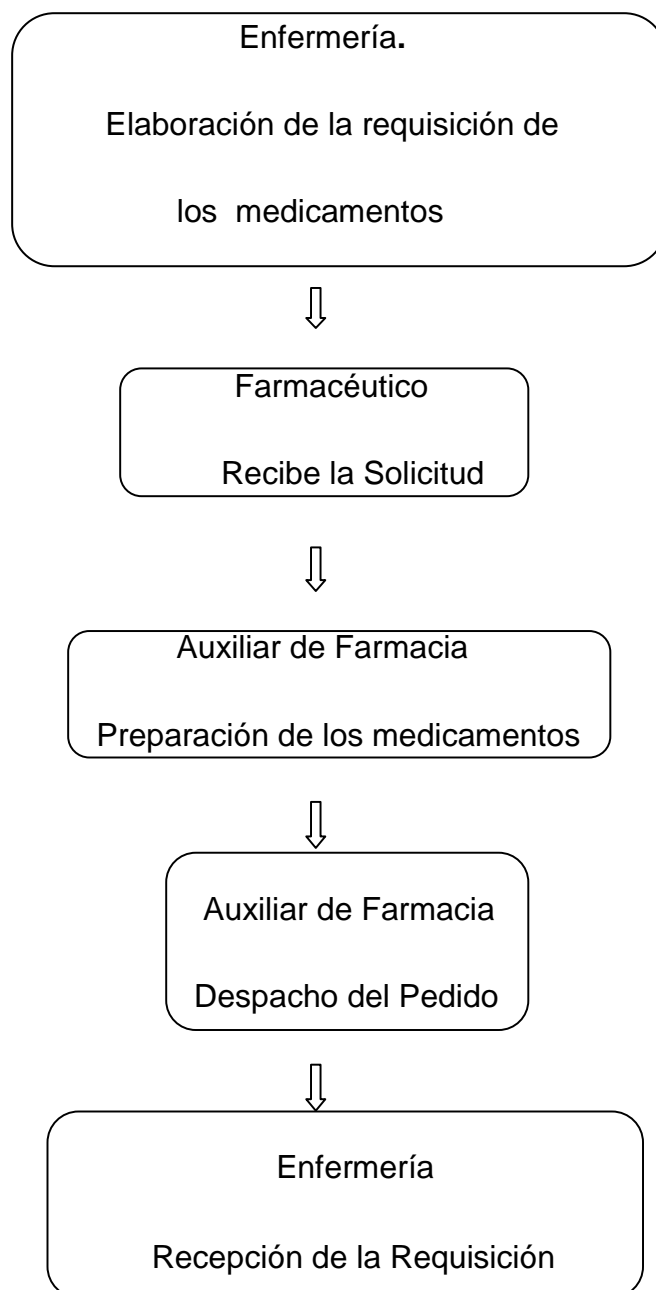 Enfermería.
Elaboración de la requisición de
los medicamentos
Farmacéutico
Recibe la Solicitud
Auxiliar de Farmacia
Preparación de los medicamentos
Auxiliar de Farmacia
Despacho del Pedido
Enfermería
Recepción de la Requisición